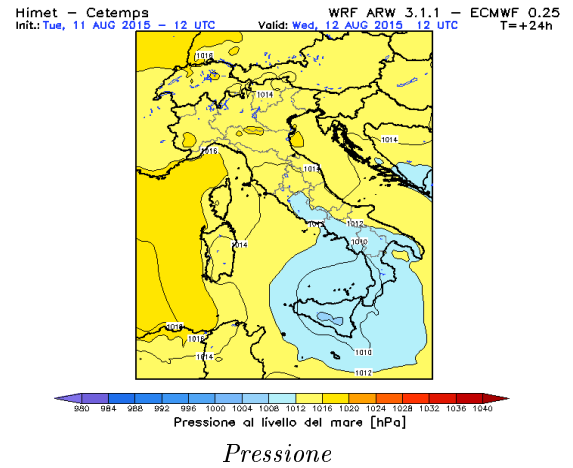 Himet – Cetemps WRF ARW 3.1.1 – ECMWF 0.25
Init.: Tue, 11 AUG 2015 – 12 UTC Valid: Wed, 12 AUG 2015 12 UTC T=+24h
1016
1014
1014
1016
1014
1012
1010
1014
1016
1014
1010
1012
980 984 988 992 996 1000 1004 1008 1012 1016 1020 1024 1028 1032 1036 1040
Pressione al livello del mare [hPa]
Pressione